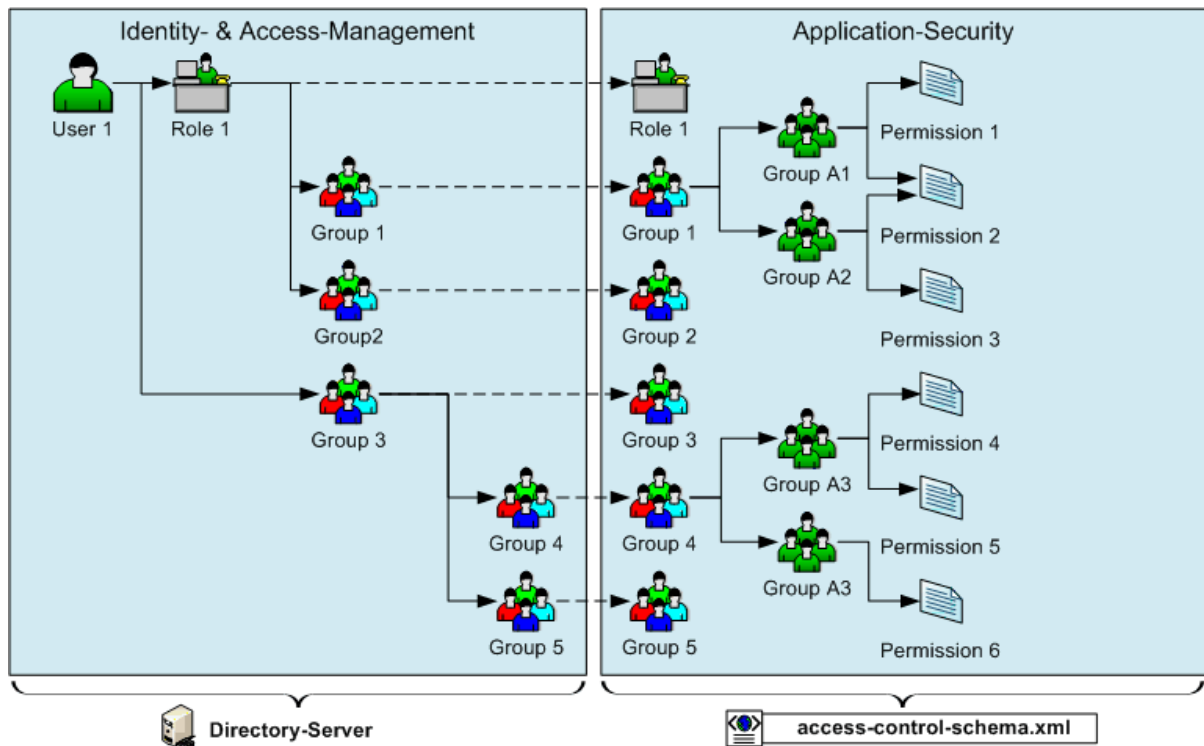 Identity- & Access-Management
Application-Security
User 1
Role 1
Role 1
Permission 1
Group A1
Group 1
Group 1
Permission 2
Group A2
Group2
Group 2
Permission 3
Group 3
Group 3
Permission 4
Group A3
Group 4
Group 4
Permission 5
Group A3
Group 5
Group 5
Permission 6
Directory-Server
access-control-schema.xml